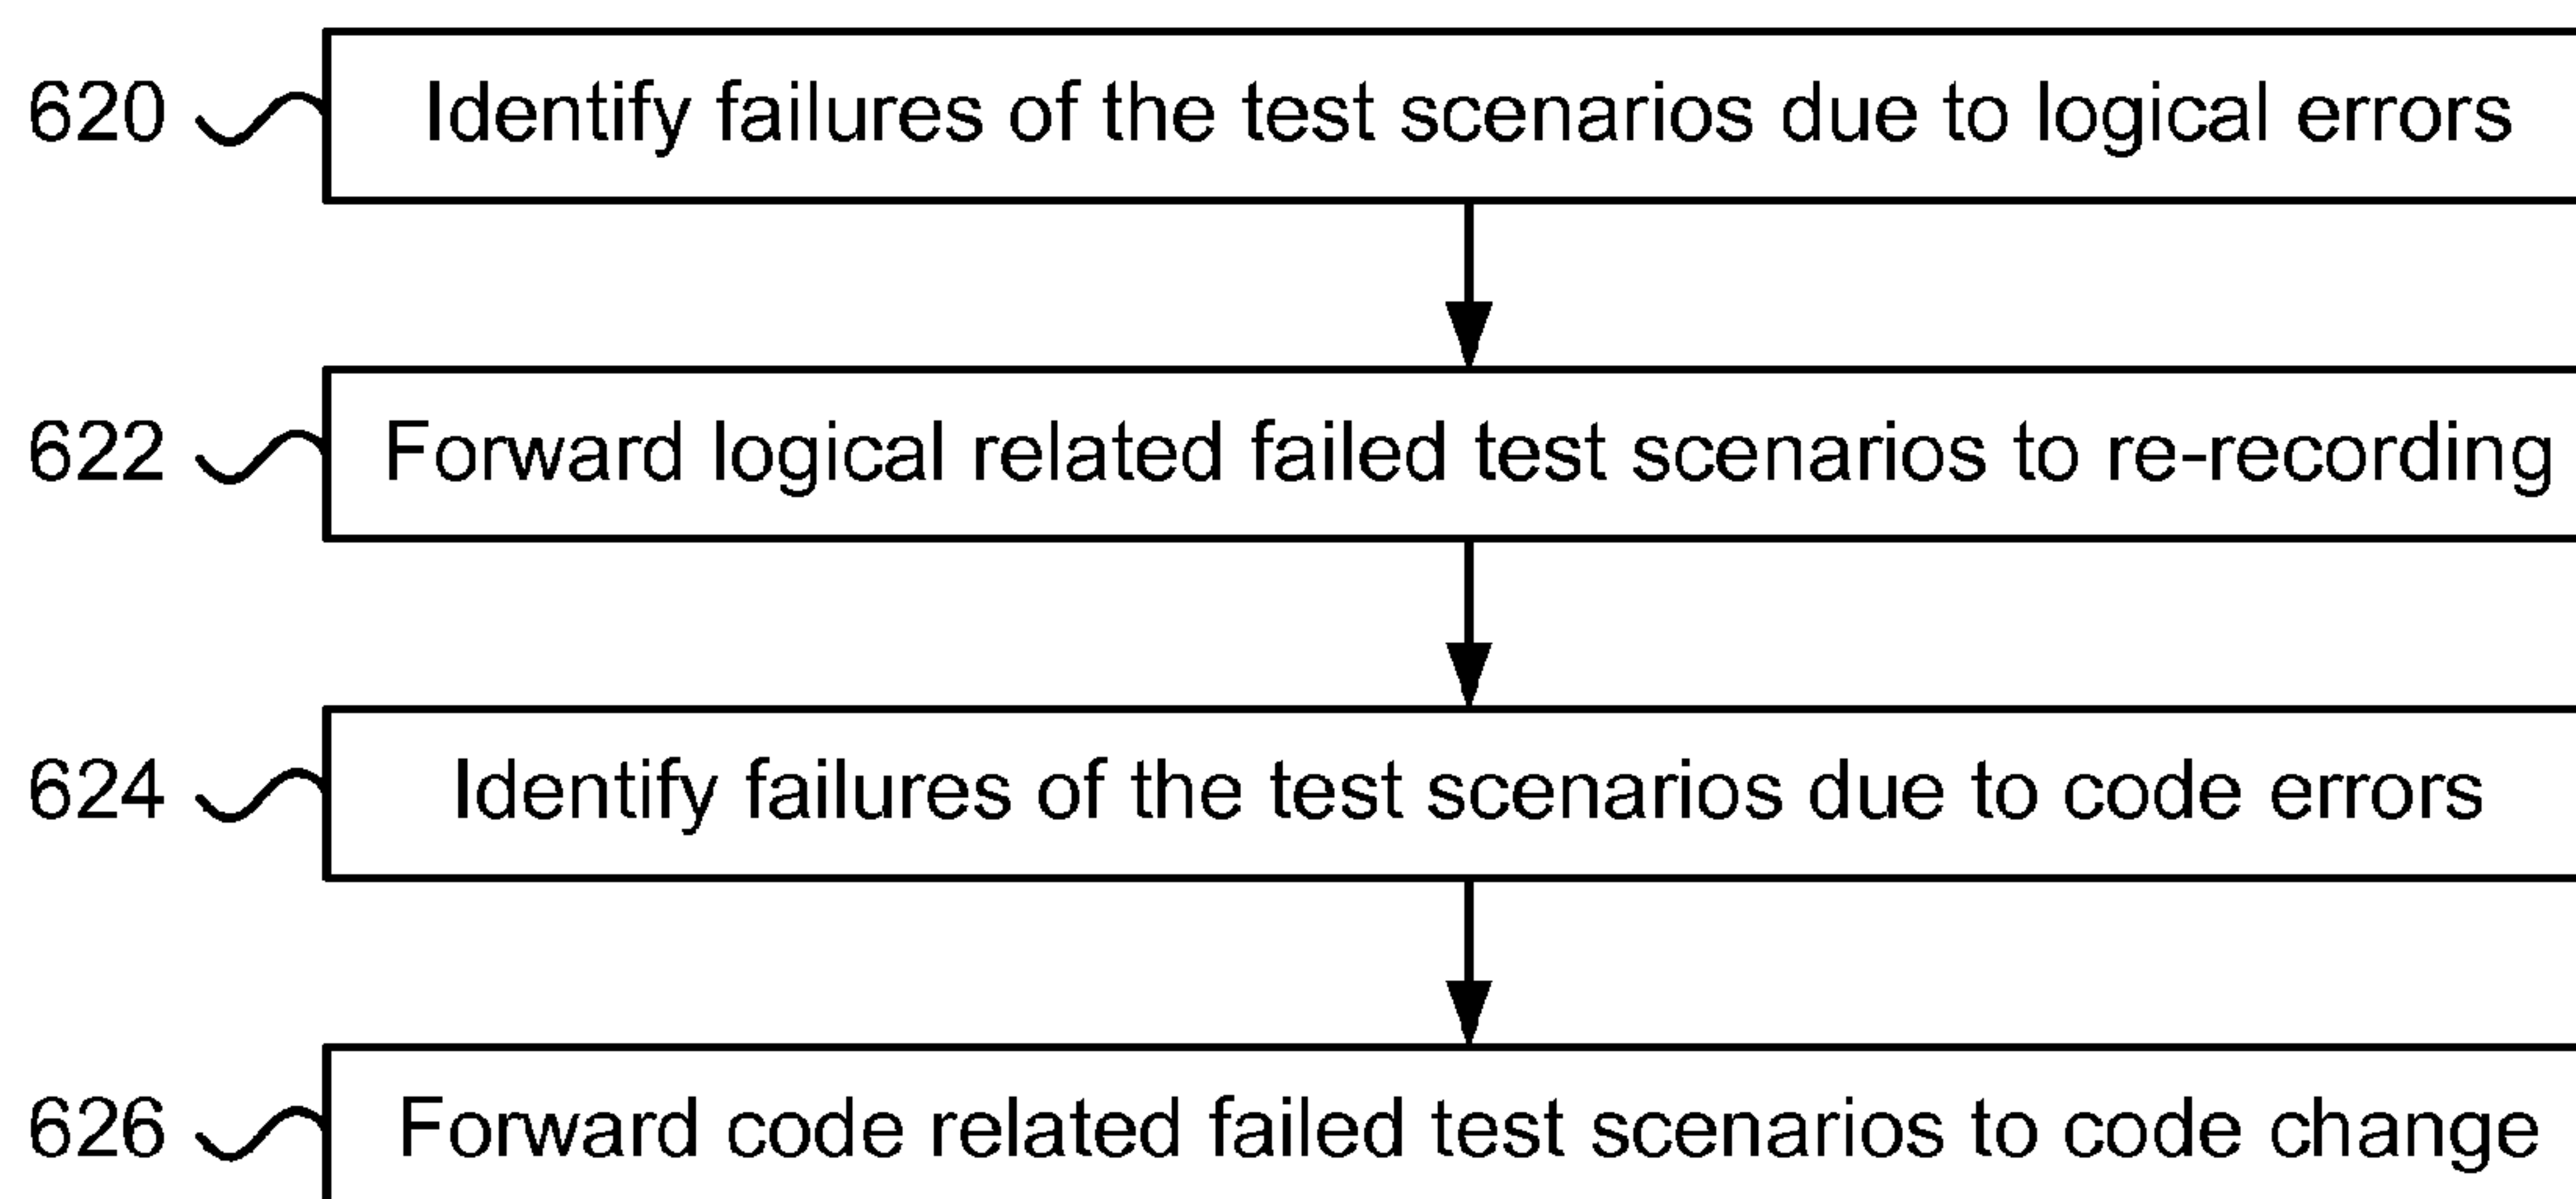 620 Identify failures of the test scenarios due to logical errors
622 Forward logical related failed test scenarios to re-recording
624 Identify failures of the test scenarios due to code errors
626 Forward code related failed test scenarios to code change